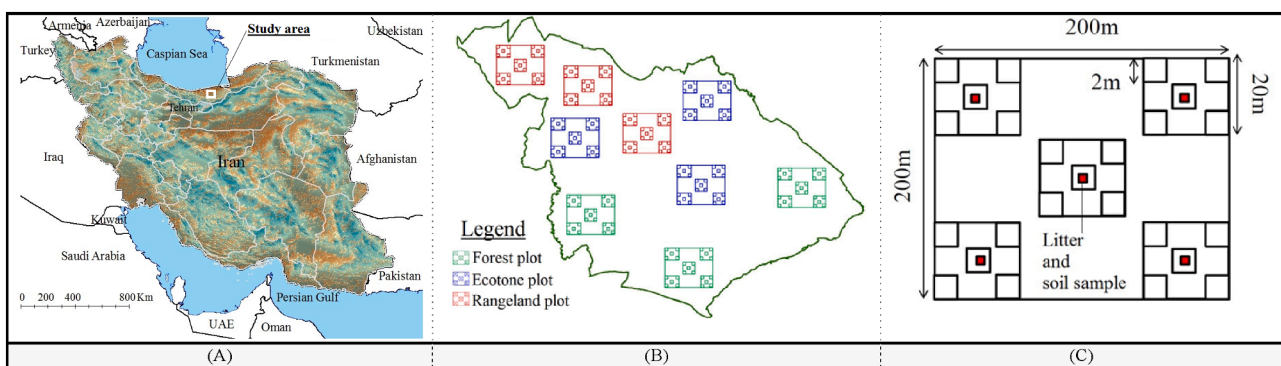 Armenia
Azerbaijan
Study area
Uzbekistan
Turkey
Caspian Sea
Turkmenistan
Tehran
Iraq
Iran
Afghanistan
Kuwait
Saudi Arabia
Pakistan
Persian Gulf
0 200 400 800 Km
UAE
Oman
(A)
Legend
Forest plot
Ecotone plot
Rangeland plot
(B)
200m
2m
20m
200m
Litter
and
soil sample
(C)